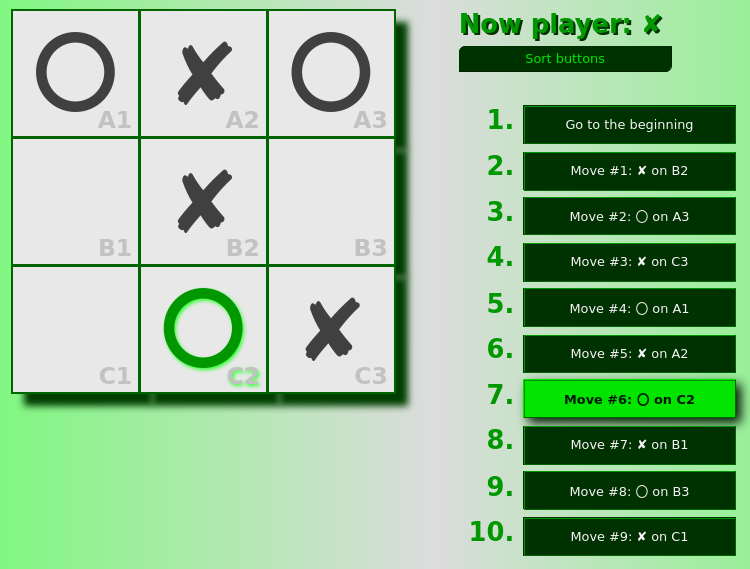 A1 A2 A3
B1 B2 B3
C1 C2 C3
Now player: ✘
Sort buttons
1. Go to the beginning
2. Move #1: ✘ on B2
3. Move #2: ◯ on A3
4. Move #3: ✘ on C3
5. Move #4: ◯ on A1
6. Move #5: ✘ on A2
7. Move #6: ◯ on C2
8. Move #7: ✘ on B1
9. Move #8: ◯ on B3
10. Move #9: ✘ on C1